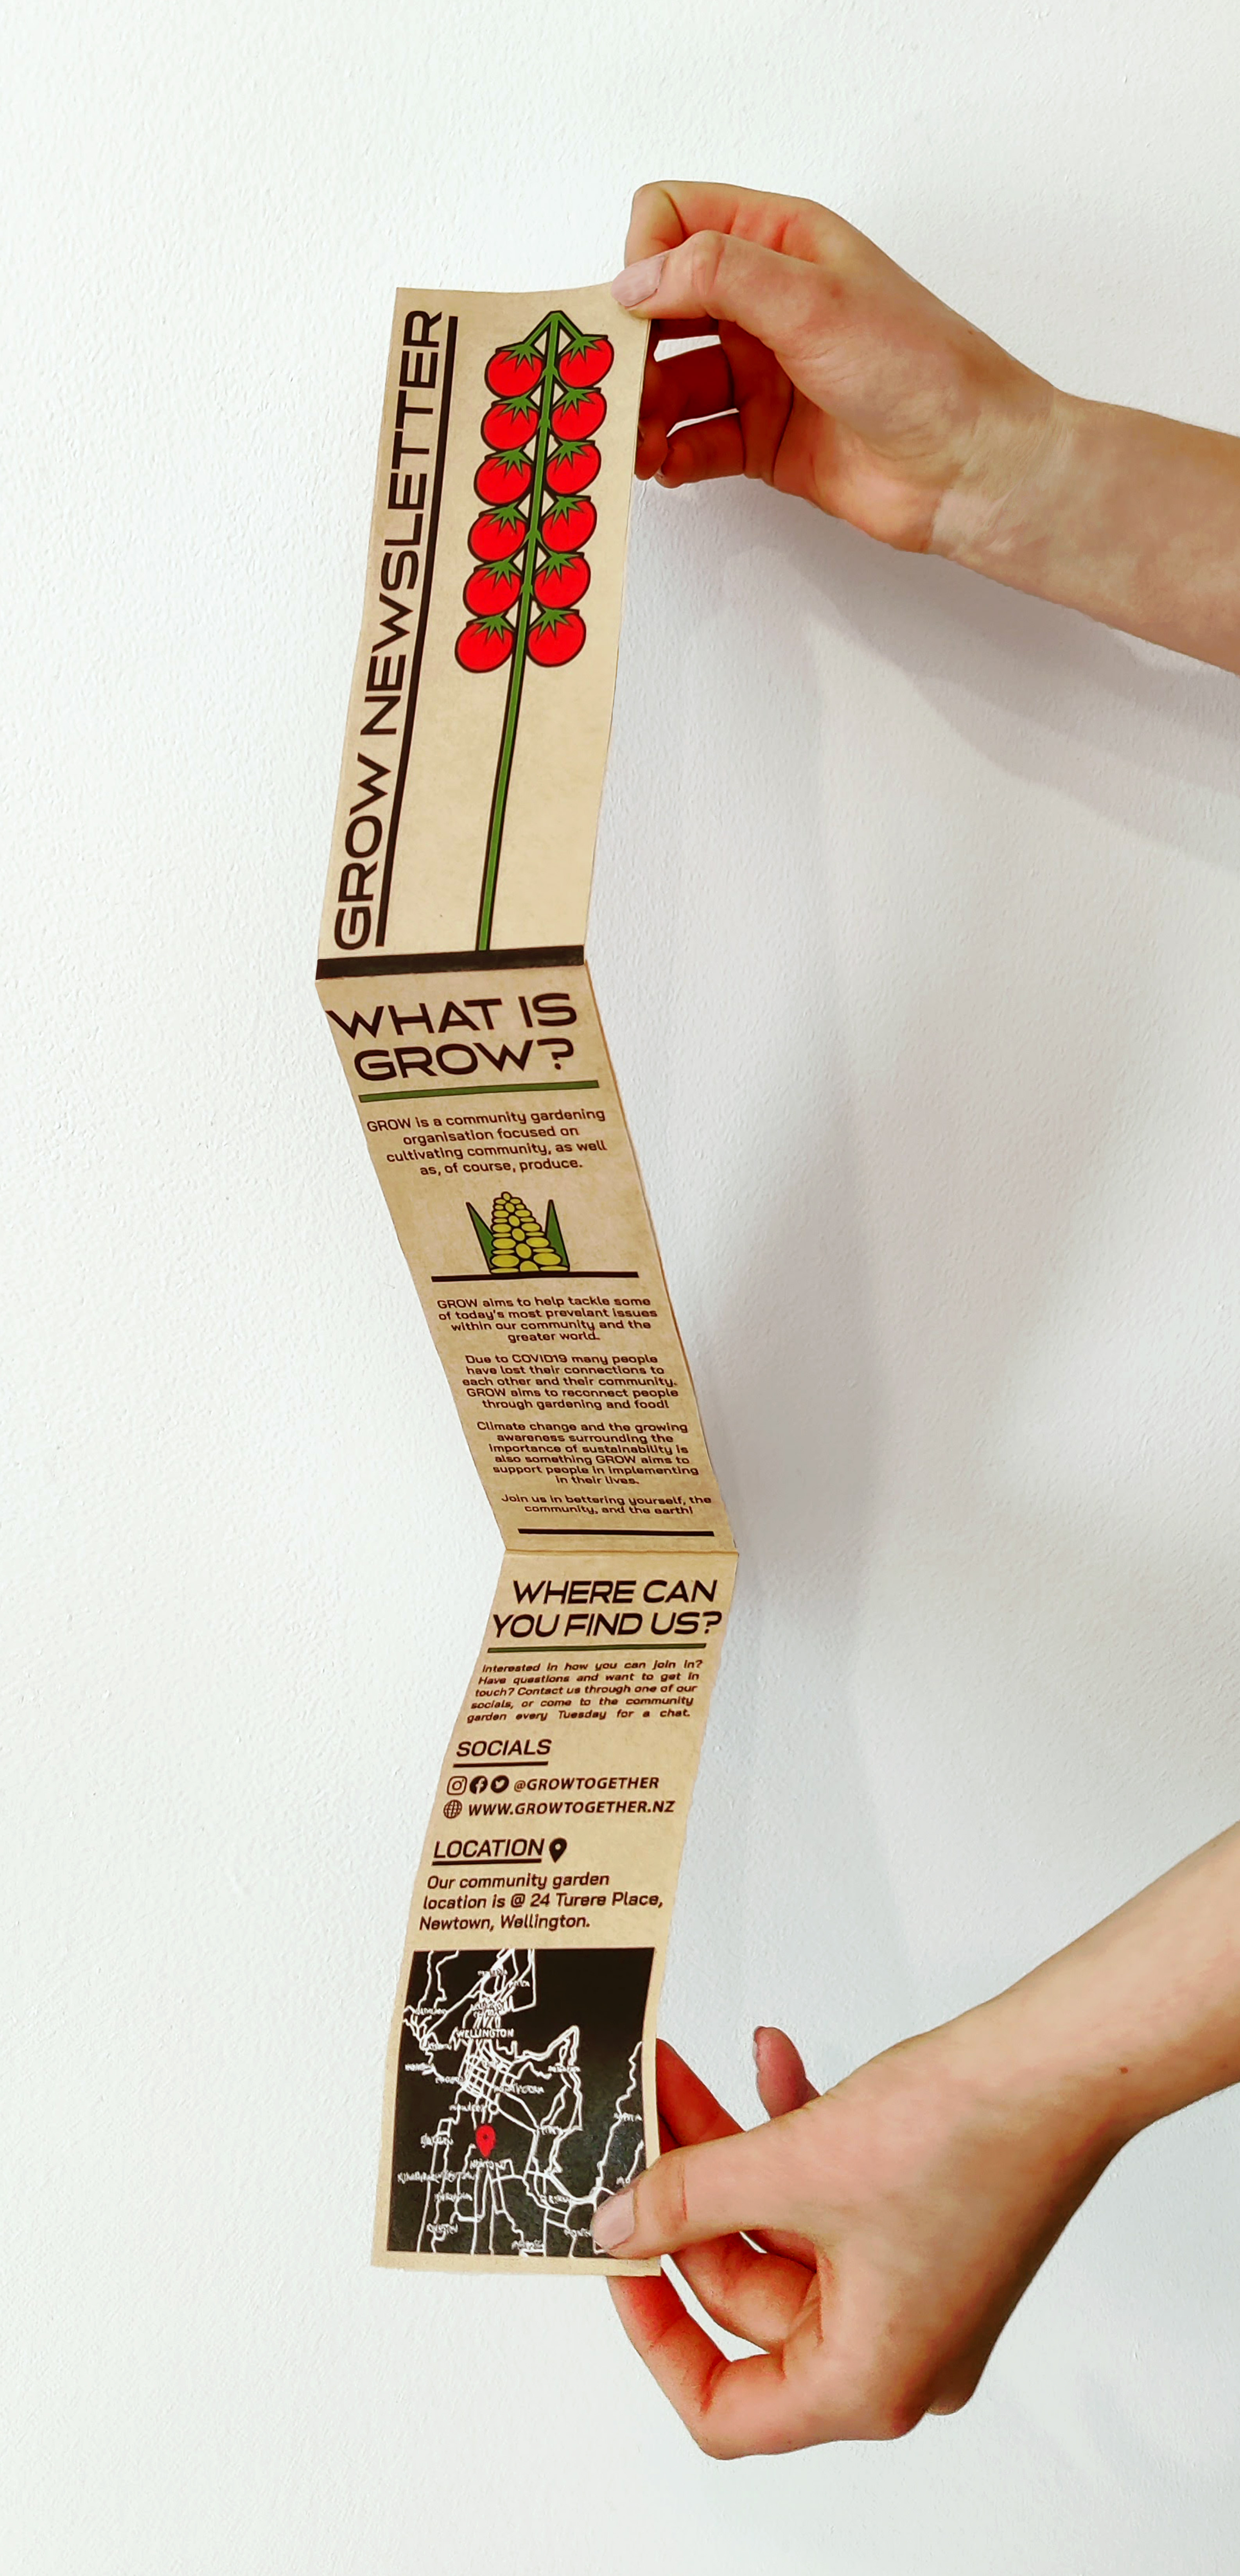 GROW NEWSLETTER
WHAT IS
GROW?
GROW is a community gardening
organisation focused on
cultivating community, as well
as, of course, produce.
GROW aims to help tackle some
of today's most prevelant issues
within our community and the
greater world.
Due to COVID19 many people
have lost their connections to
each other and their community.
GROW aims to reconnect people
through gardening and food!
Climate change and the growing
awareness surrounding the
importance of sustainability is
also something GROW aims to
support people in implementing
in their lives.
Join us in bettering yourself, the
community, and the earth!
WHERE CAN
YOU FIND US?
Interested in how you can join in?
Have questions and want to get in
touch? Contact us through one of our
socials, or come to the community
garden every Tuesday for a chat.
SOCIALS
@GROWTOGETHER
WWW.GROWTOGETHER.NZ
LOCATION
Our community garden
location is @ 24 Turere Place,
Newtown, Wellington.
WELLINGTON